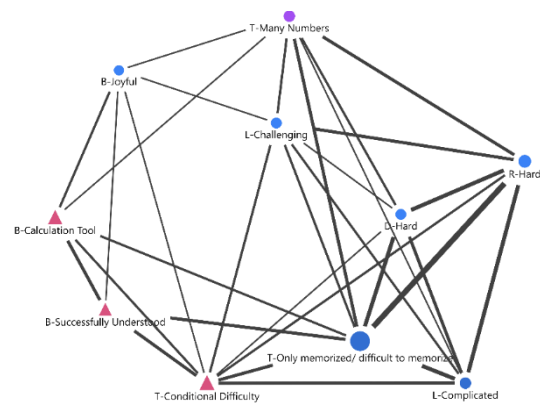 T-Many Numbers
B-Joyful
L-Challenging
R-Hard
D-Hard
B-Calculation Tool
B-Successfully Understood
T-Only memorized/ difficult to memorize
T-Conditional Difficulty
L-Complicated